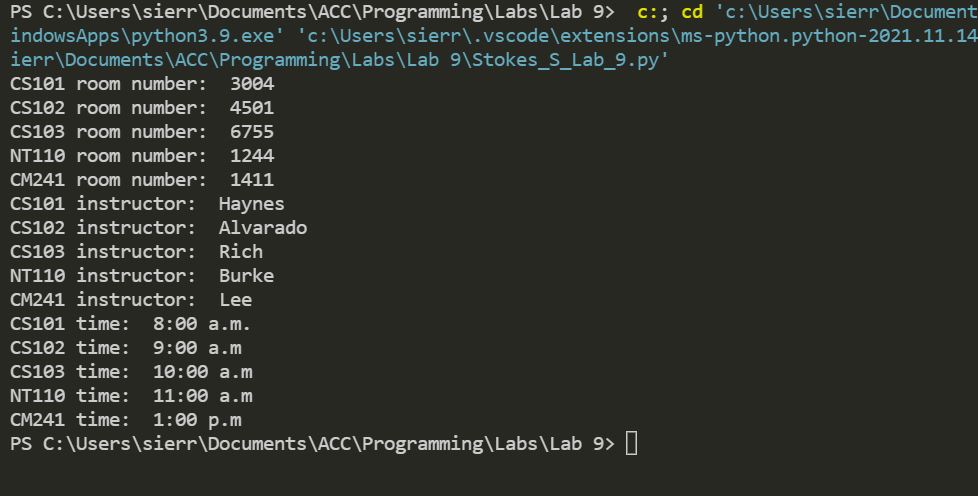 PS C:\Users\sierr\Documents\ACC\Programming\Labs\Lab 9>  c:; cd 'c:\Users\sierr\Document
indowsApps\python3.9.exe' 'c:\Users\sierr\.vscode\extensions\ms-python.python-2021.11.14
ierr\Documents\ACC\Programming\Labs\Lab 9\Stokes_S_Lab_9.py'
CS101 room number:  3004
CS102 room number:  4501
CS103 room number:  6755
NT110 room number:  1244
CM241 room number:  1411
CS101 instructor:  Haynes
CS102 instructor:  Alvarado
CS103 instructor:  Rich
NT110 instructor:  Burke
CM241 instructor:  Lee
CS101 time:  8:00 a.m.
CS102 time:  9:00 a.m
CS103 time:  10:00 a.m
NT110 time:  11:00 a.m
CM241 time:  1:00 p.m
PS C:\Users\sierr\Documents\ACC\Programming\Labs\Lab 9>